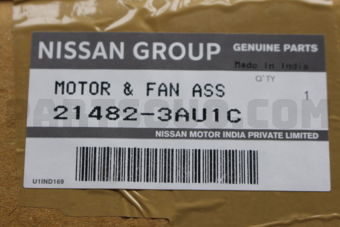 NISSAN GROUP GENUINE PARTS
Made in India
Q'TY
MOTOR & FAN ASS 1
21482-3AU1C
NISSAN MOTOR INDIA PRIVATE LIMITED
U1IND169